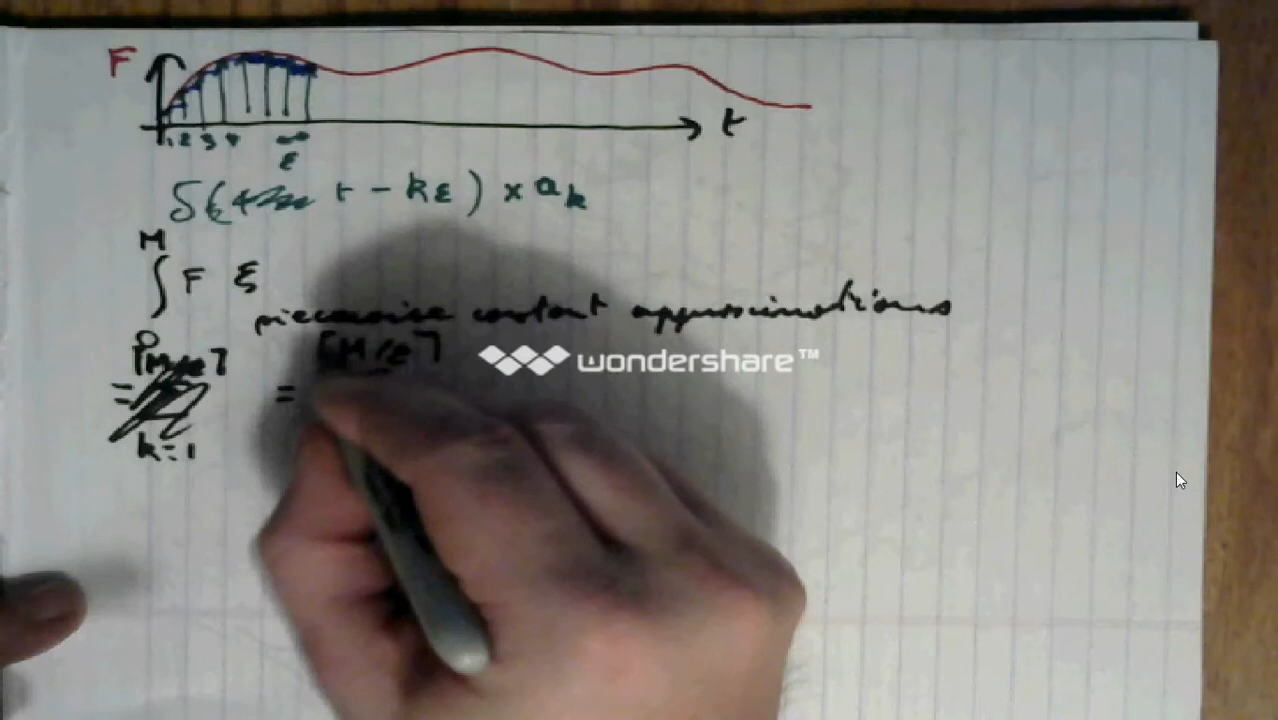 F
t
1 2 3 4 ∞
ε
δ( t - kε) × a_k
M
∫ F ξ
0
piecewise constant approximations
⌈M/ε⌉ ⌈M/ε⌉
= =
k=1
wondershare™